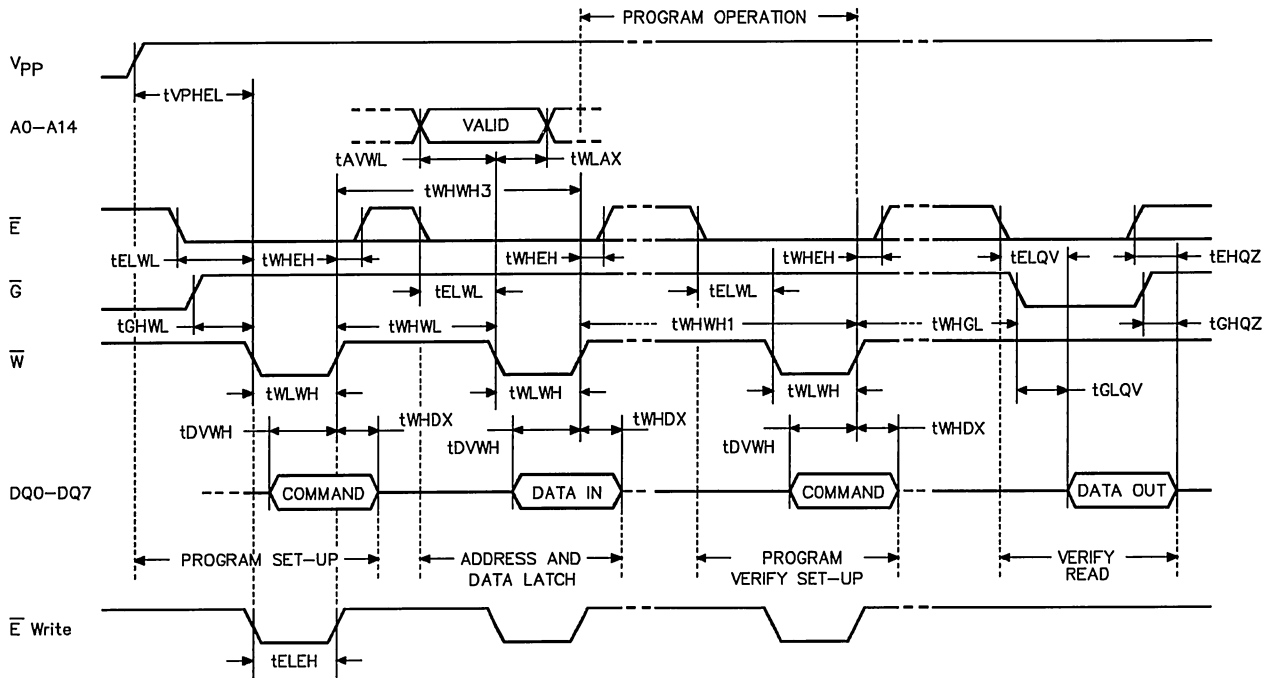 PROGRAM OPERATION
VPP
tVPHEL
A0-A14
VALID
tAVWL
tWLAX
tWHWH3
E
tELWL
tWHEH
tWHEH
tWHEH
tELQV
tEHQZ
G
tELWL
tELWL
tGHWL
tWHWL
tWHWH1
tWHGL
tGHQZ
W
tWLWH
tWLWH
tWLWH
tGLQV
tDVWH
tWHDX
tDVWH
tWHDX
tDVWH
tWHDX
DQ0-DQ7
COMMAND
DATA IN
COMMAND
DATA OUT
PROGRAM SET-UP
ADDRESS AND
DATA LATCH
PROGRAM
VERIFY SET-UP
VERIFY
READ
E Write
tELEH